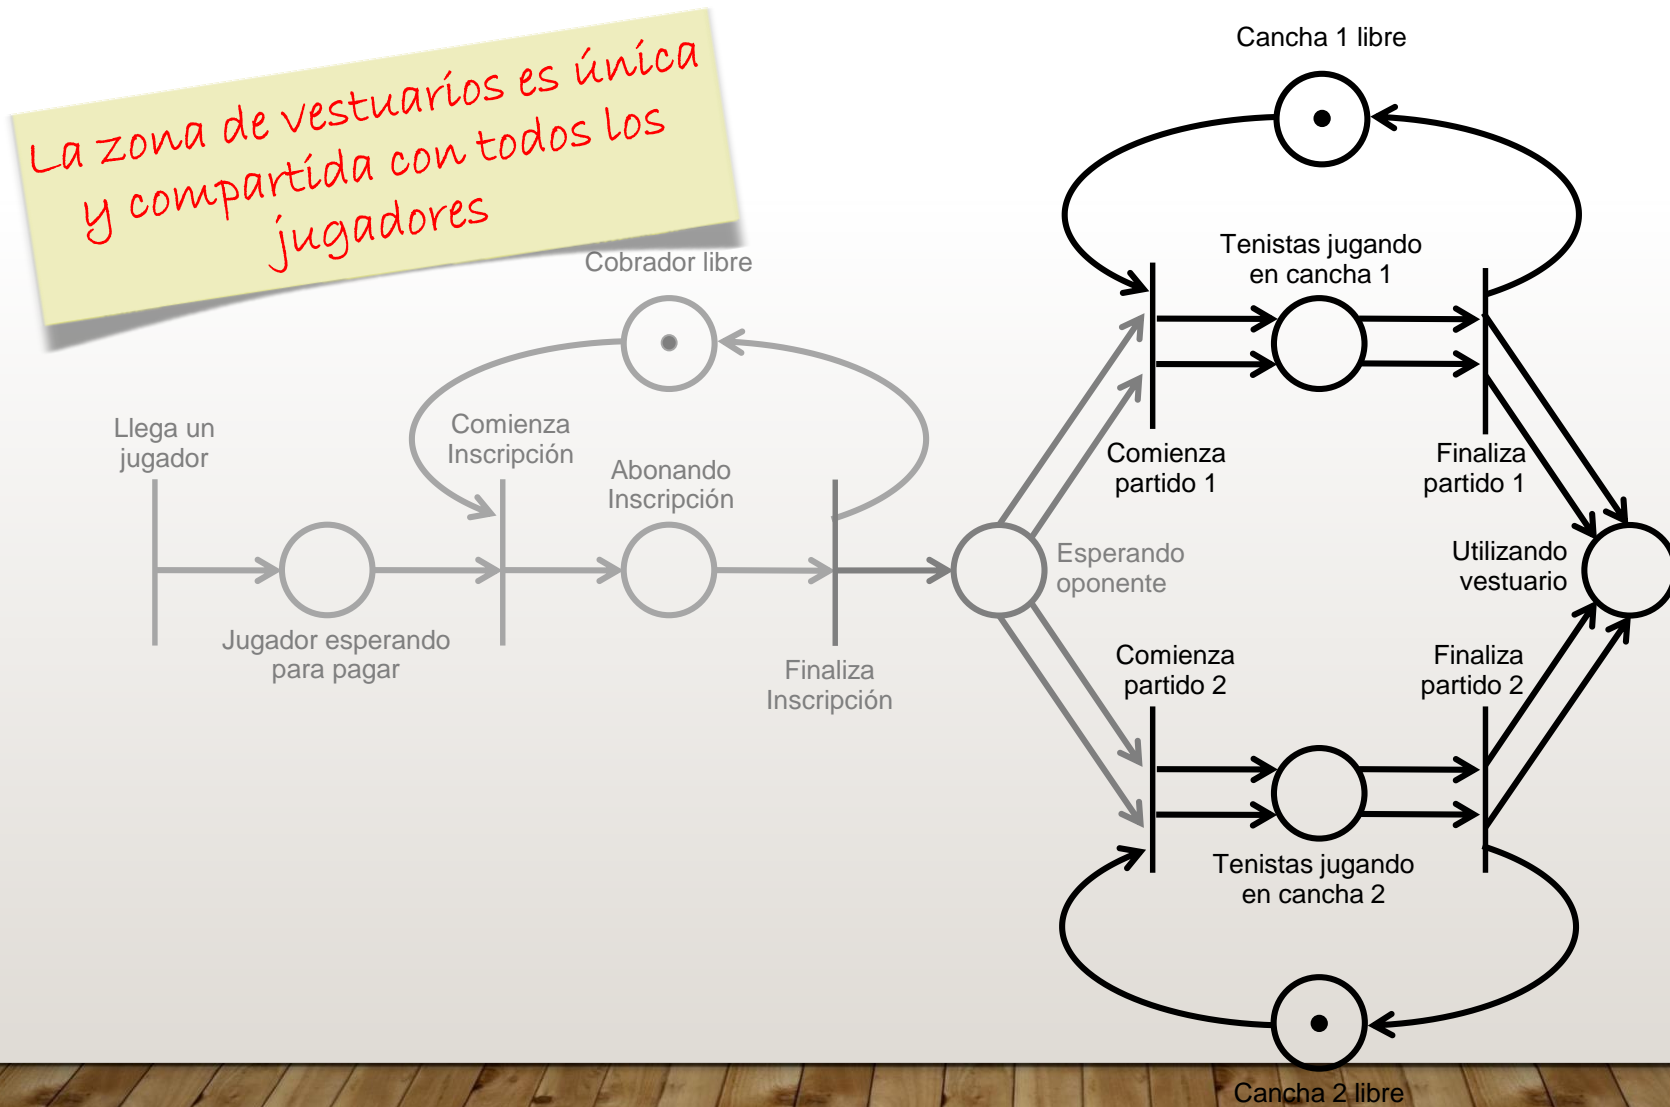 La zona de vestuarios es única
y compartida con todos los
jugadores
Cancha 1 libre
Tenistas jugando
en cancha 1
Cobrador libre
Llega un
jugador
Comienza
Inscripción
Abonando
Inscripción
Comienza
partido 1
Finaliza
partido 1
Esperando
oponente
Utilizando
vestuario
Jugador esperando
para pagar
Finaliza
Inscripción
Comienza
partido 2
Finaliza
partido 2
Tenistas jugando
en cancha 2
Cancha 2 libre